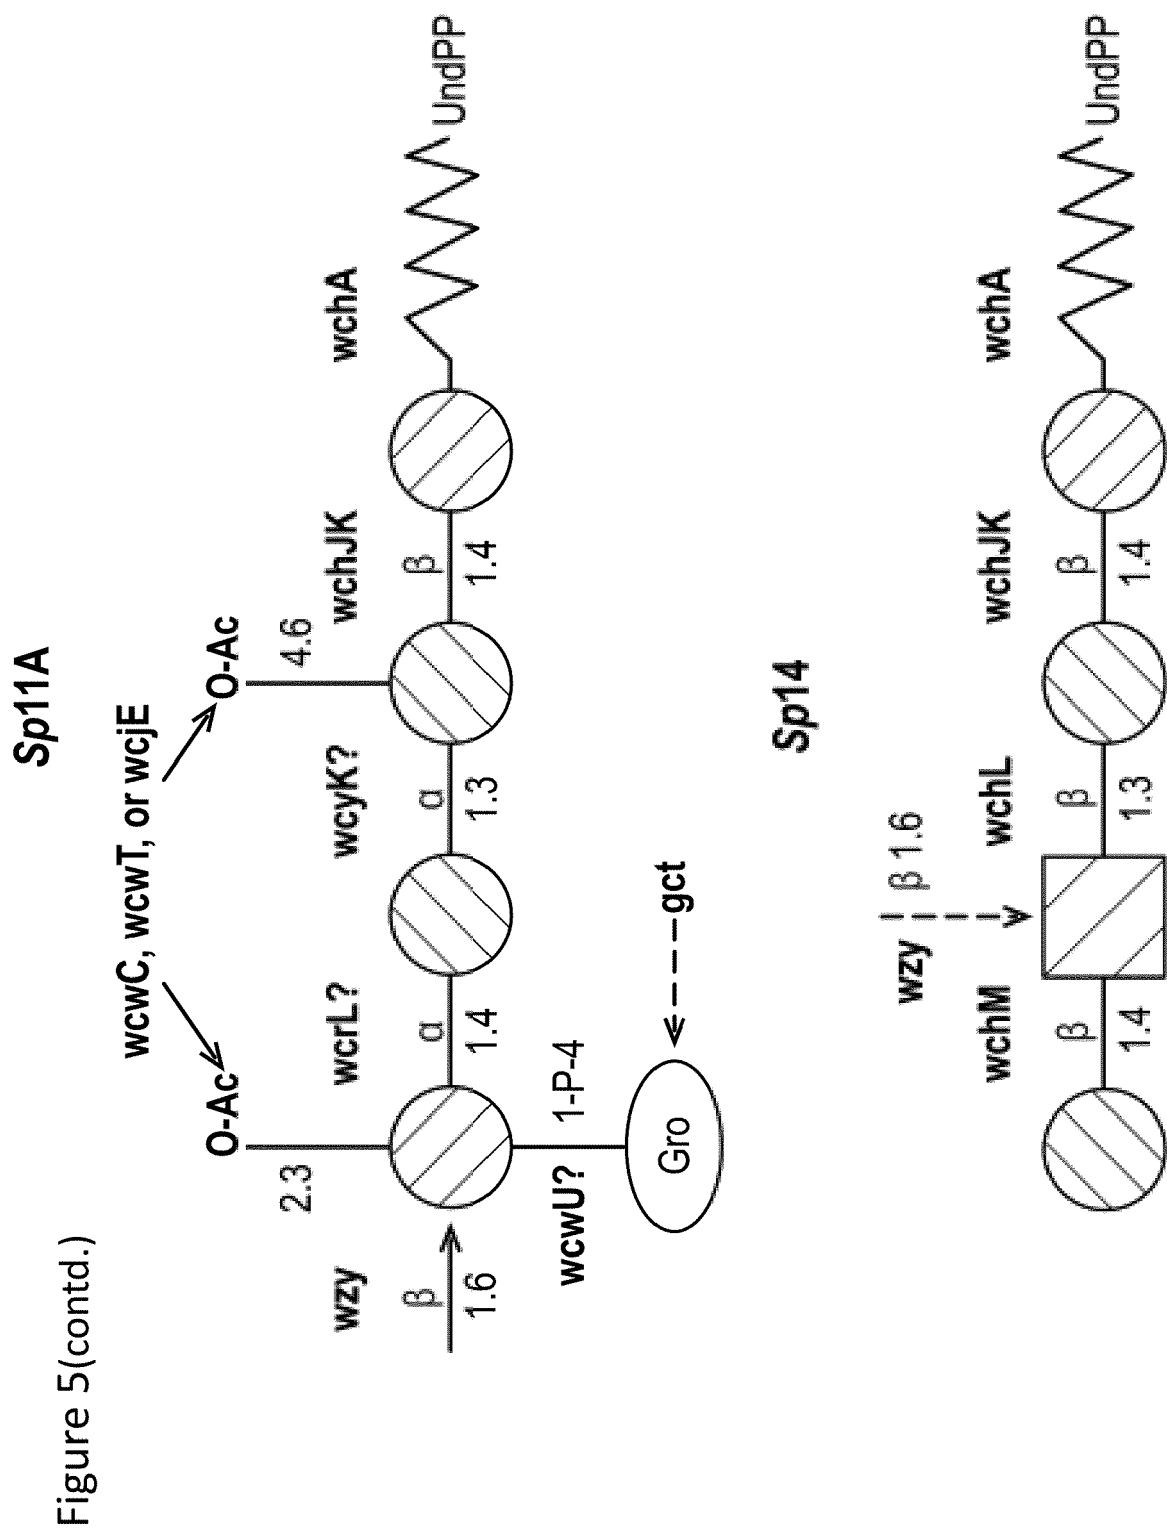 Figure 5(contd.)
Sp11A
wcwC, wcwT, or wcjE
O-Ac
O-Ac
2.3
4.6
wzy
wcrL?
wcyK?
wchJK
wchA
β
α
α
β
1.6
1.4
1.3
1.4
UndPP
wcwU?
1-P-4
Gro
gct
Sp14
wzy
β 1.6
wchM
wchL
wchJK
wchA
β
β
β
1.4
1.3
1.4
UndPP